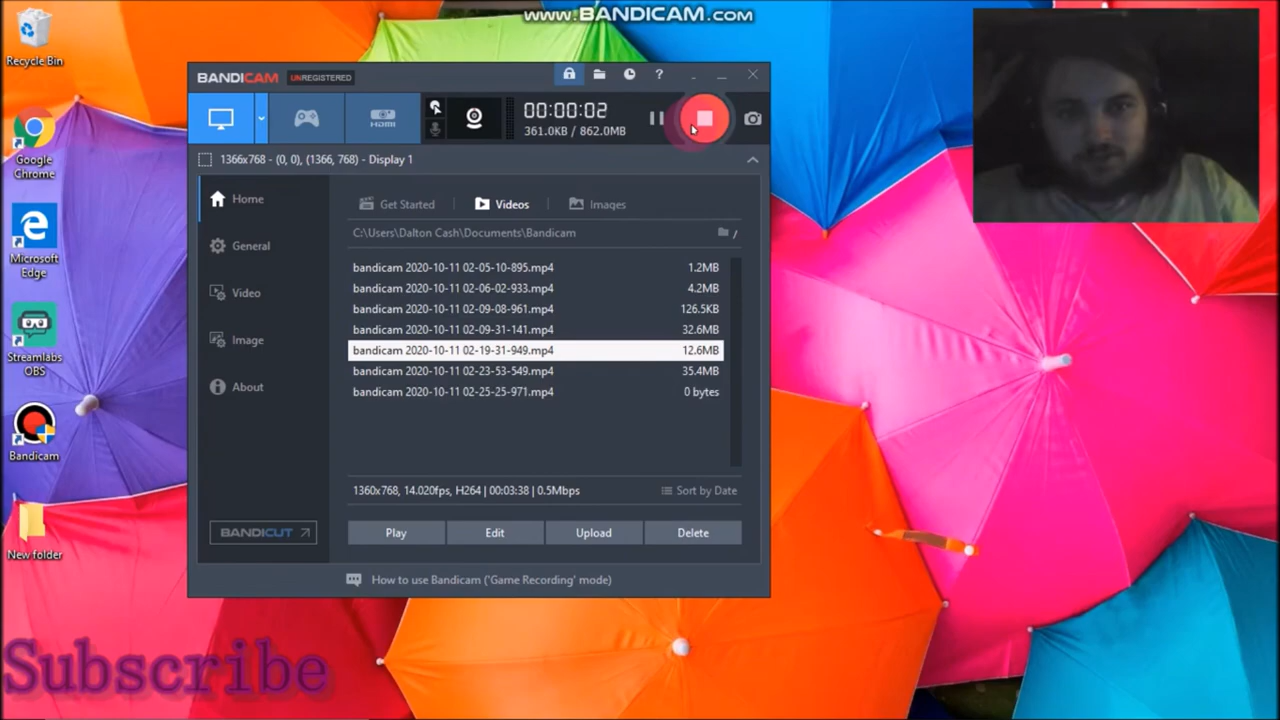 www.BANDICAM.com
Recycle Bin
Google Chrome
Microsoft Edge
Streamlabs OBS
Bandicam
New folder
BANDICAM UNREGISTERED
?
HDMI
00:00:02
361.0KB / 862.0MB
1366x768 - (0, 0), (1366, 768) - Display 1
Home
General
Video
Image
About
BANDICUT
Get Started
Videos
Images
C:\Users\Dalton Cash\Documents\Bandicam
/
bandicam 2020-10-11 02-05-10-895.mp4 1.2MB
bandicam 2020-10-11 02-06-02-933.mp4 4.2MB
bandicam 2020-10-11 02-09-08-961.mp4 126.5KB
bandicam 2020-10-11 02-09-31-141.mp4 32.6MB
bandicam 2020-10-11 02-19-31-949.mp4 12.6MB
bandicam 2020-10-11 02-23-53-549.mp4 35.4MB
bandicam 2020-10-11 02-25-25-971.mp4 0 bytes
1360x768, 14.020fps, H264 | 00:03:38 | 0.5Mbps
Sort by Date
Play
Edit
Upload
Delete
How to use Bandicam ('Game Recording' mode)
Subscribe